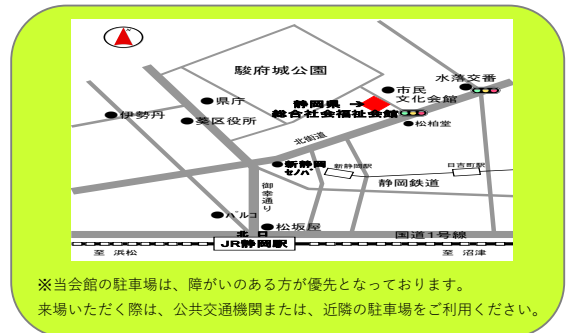 駿府城公園
水落交番
県庁
市民
文化会館
静岡県
総合社会福祉会館
伊勢丹
葵区役所
松柏堂
北街道
新静岡
セノバ
新静岡駅
日吉町駅
静岡鉄道
御幸通り
パルコ
松坂屋
北口
国道1号線
JR静岡駅
至 浜松
至 沼津
※当会館の駐車場は、障がいのある方が優先となっております。
来場いただく際は、公共交通機関または、近隣の駐車場をご利用ください。